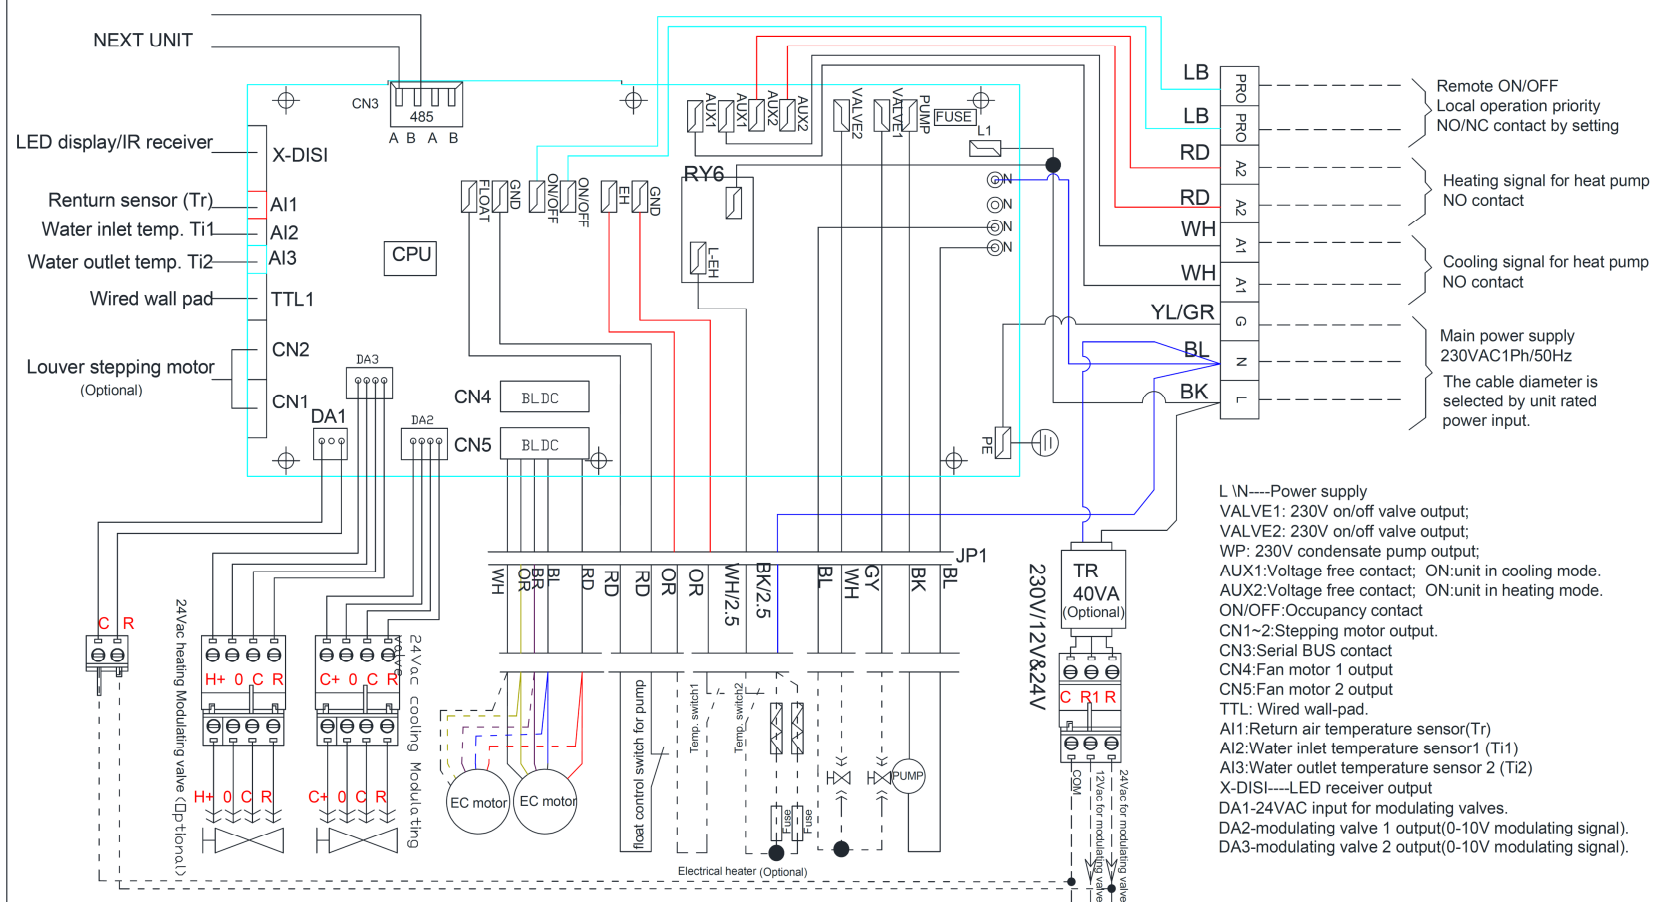 NEXT UNIT
CN3
485
A B A B
LED display/IR receiver
X-DISI
Renturn sensor (Tr)
AI1
Water inlet temp. Ti1
AI2
Water outlet temp. Ti2
AI3
Wired wall pad
TTL1
Louver stepping motor
(Optional)
CN2
CN1
CPU
DA3
DA1
DA2
CN4
BLDC
CN5
BLDC
FLOAT
GND
ON/OFF
ON/OFF
EH
GND
AUX1
AUX1
AUX2
AUX2
VALVE2
VALVE1
PUMP
FUSE
L1
RY6
L-EH
N
N
N
N
PE
LB
PRO
LB
PRO
RD
A2
RD
A2
WH
A1
WH
A1
YL/GR
G
BL
N
BK
L
Remote ON/OFF
Local operation priority
NO/NC contact by setting
Heating signal for heat pump
NO contact
Cooling signal for heat pump
NO contact
Main power supply
230VAC1Ph/50Hz
The cable diameter is
selected by unit rated
power input.
JP1
WH
OR
BR
BL
RD
RD
RD
OR
OR
WH/2.5
BK/2.5
BL
WH
GY
BK
BL
230V/12V&24V
TR
40VA
(Optional)
C R1 R
COM
12Vac for modulating valve
24Vac for modulating valve
C R
24Vac heating Modulating valve (Optional)
H+ 0 C R
H+ 0 C R
24Vac cooling Modulating
valve
C+ 0 C R
C+ 0 C R
EC motor
EC motor
float control switch for pump
Temp. switch1
Temp. switch2
Fuse
Fuse
PUMP
Electrical heater (Optional)
L \N----Power supply
VALVE1: 230V on/off valve output;
VALVE2: 230V on/off valve output;
WP: 230V condensate pump output;
AUX1:Voltage free contact; ON:unit in cooling mode.
AUX2:Voltage free contact; ON:unit in heating mode.
ON/OFF:Occupancy contact
CN1~2:Stepping motor output.
CN3:Serial BUS contact
CN4:Fan motor 1 output
CN5:Fan motor 2 output
TTL: Wired wall-pad.
AI1:Return air temperature sensor(Tr)
AI2:Water inlet temperature sensor1 (Ti1)
AI3:Water outlet temperature sensor 2 (Ti2)
X-DISI----LED receiver output
DA1-24VAC input for modulating valves.
DA2-modulating valve 1 output(0-10V modulating signal).
DA3-modulating valve 2 output(0-10V modulating signal).